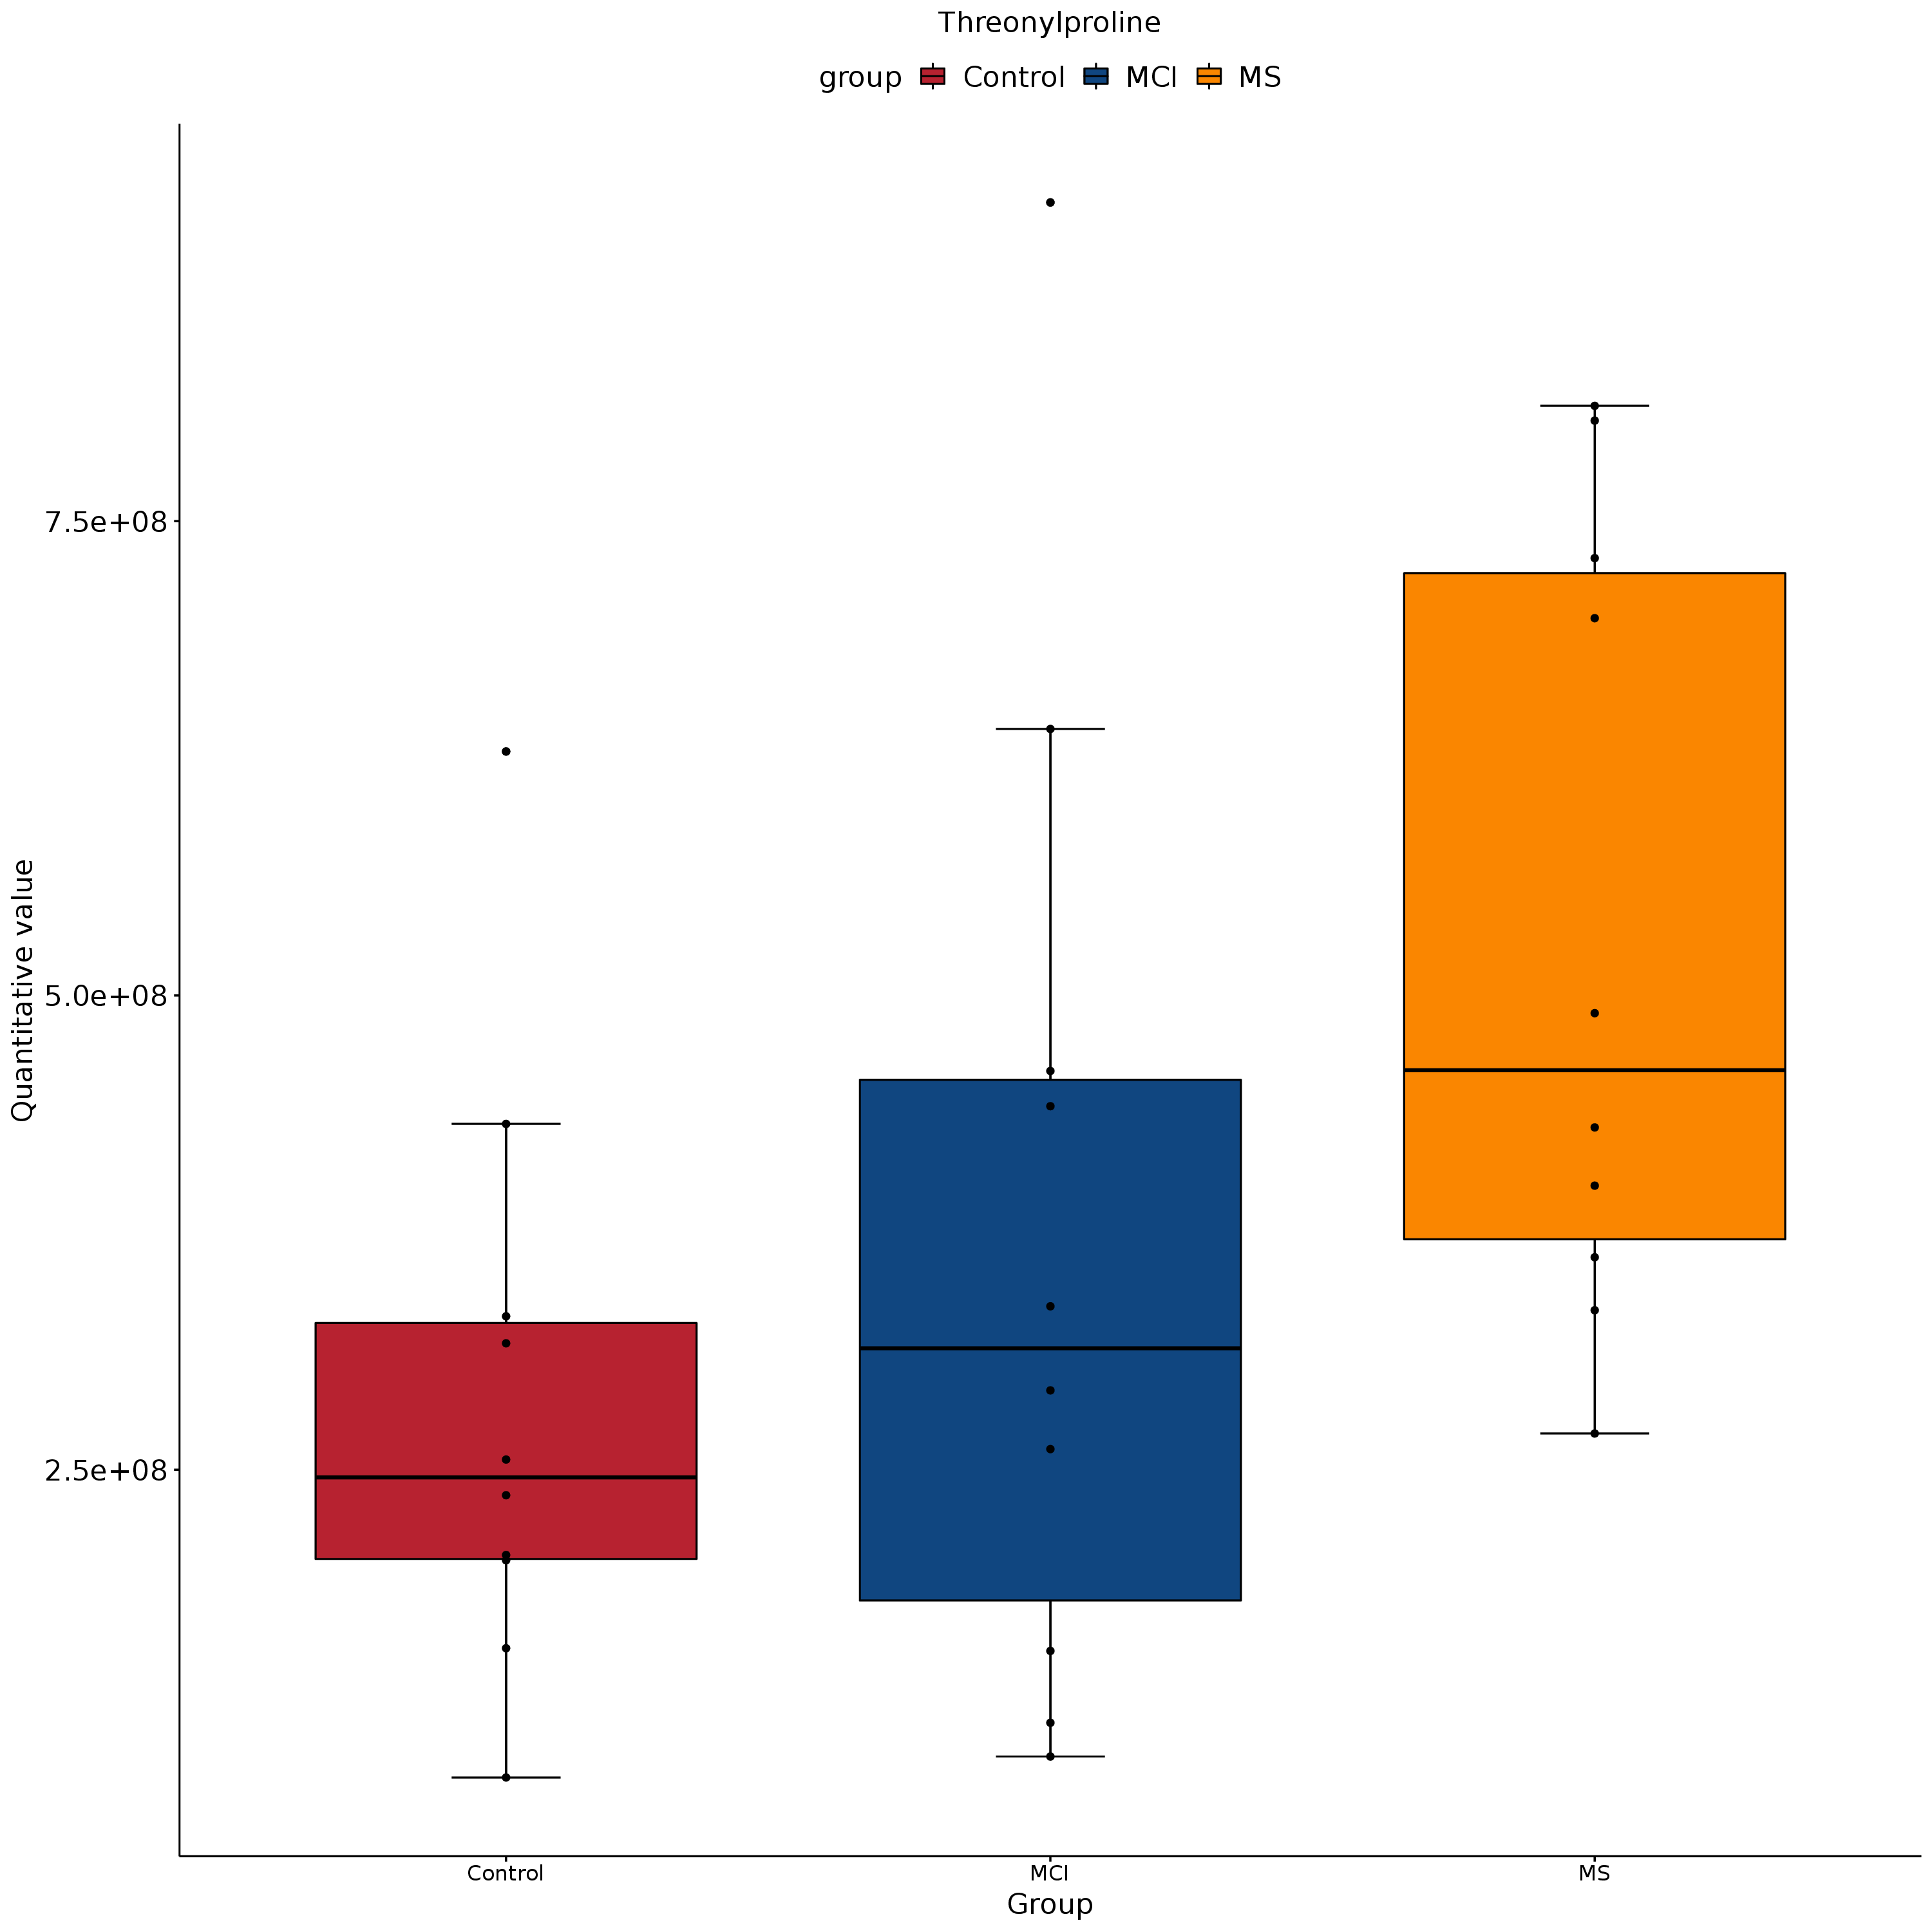 Threonylproline
group Control MCI MS
Quantitative value
7.5e+08
5.0e+08
2.5e+08
Control MCI MS
Group